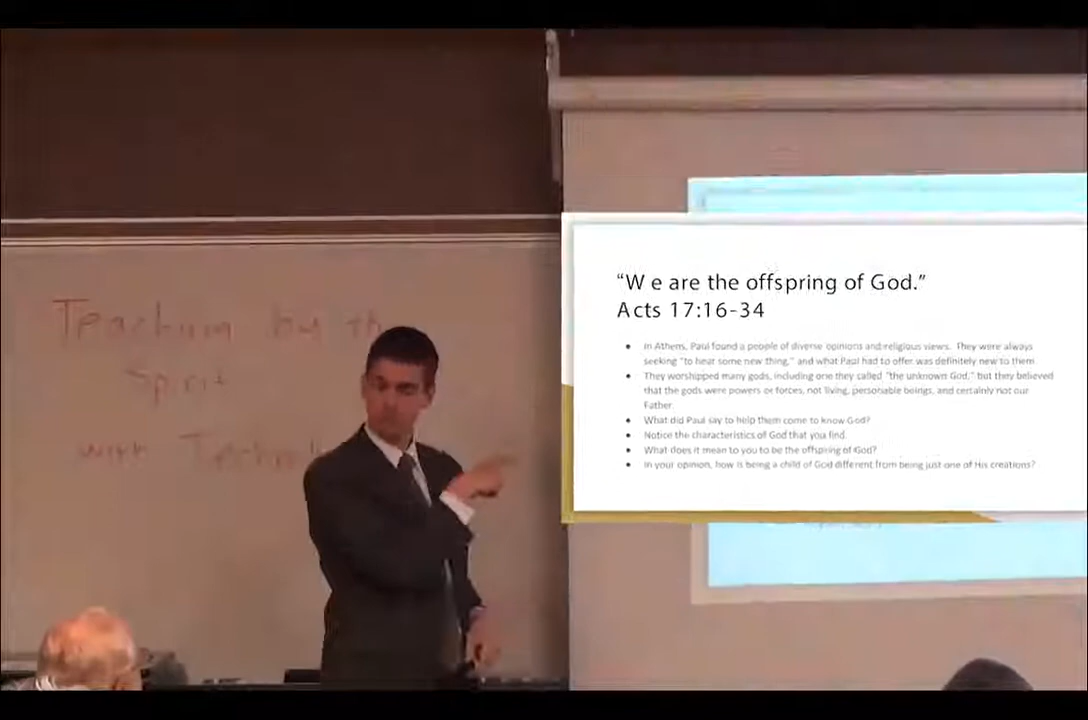 Teaching by th
Spirit
with Techno
“We are the offspring of God.”
Acts 17:16-34
• In Athens, Paul found a people of diverse opinions and religious views. They were always
seeking “to hear some new thing,” and what Paul had to offer was definitely new to them.
• They worshipped many gods, including one they called “the unknown God,” but they believed
that the gods were powers or forces, not living, personable beings, and certainly not our
Father.
• What did Paul say to help them come to know God?
• Notice the characteristics of God that you find.
• What does it mean to you to be the offspring of God?
• In your opinion, how is being a child of God different from being just one of His creations?